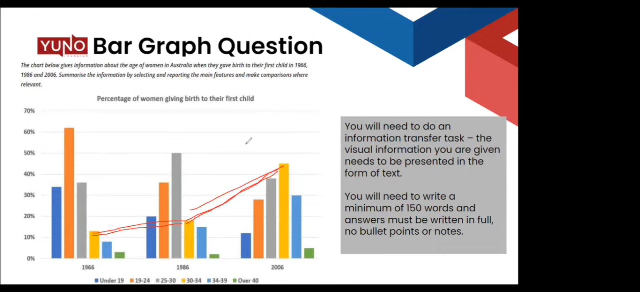 YUNO Bar Graph Question
The chart below gives information about the age of women in Australia when they gave birth to their first child in 1966,
1986 and 2006. Summarise the information by selecting and reporting the main features and make comparisons where
relevant.
Percentage of women giving birth to their first child
70%
60%
50%
40%
30%
20%
10%
0%
1966 1986 2006
Under 19 19-24 25-30 30-34 34-39 Over 40
You will need to do an
information transfer task – the
visual information you are given
needs to be presented in the
form of text.
You will need to write a
minimum of 150 words and
answers must be written in full,
no bullet points or notes.